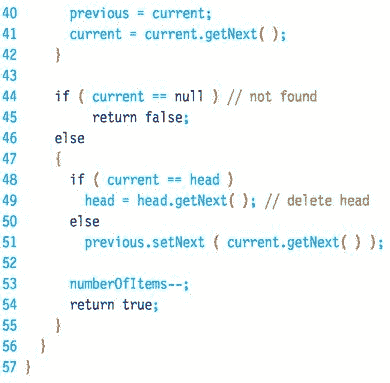 40      previous = current;
41      current = current.getNext( );
42    }
43
44    if ( current == null ) // not found
45         return false;
46    else
47    {
48      if ( current == head )
49        head = head.getNext( ); // delete head
50      else
51        previous.setNext ( current.getNext( ) );
52
53      numberOfItems--;
54      return true;
55    }
56  }
57 }